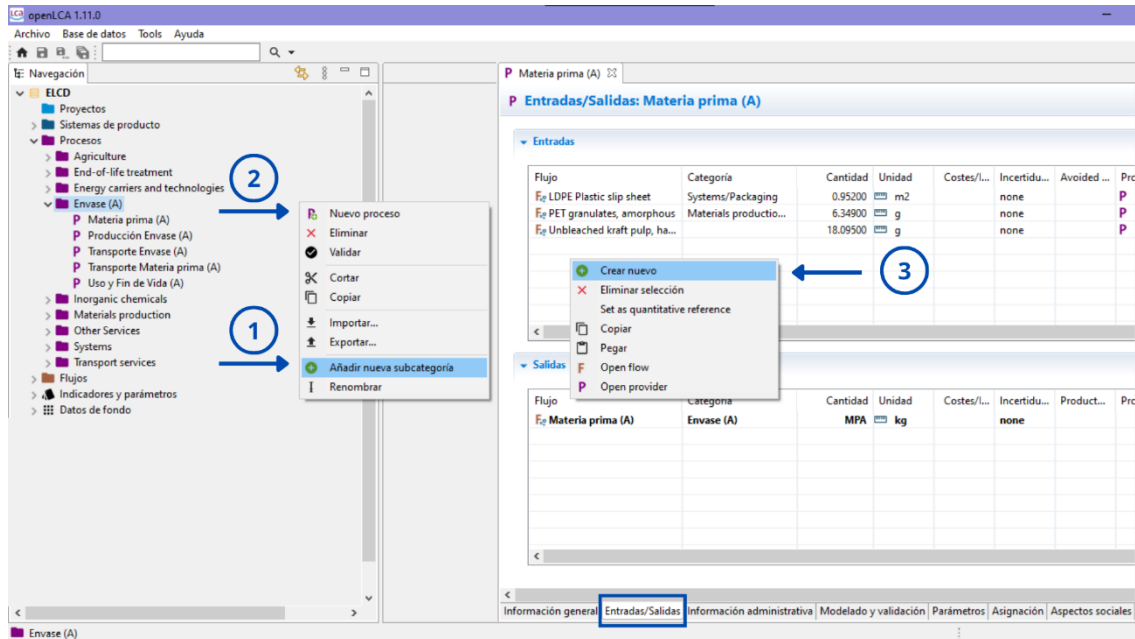 openLCA 1.11.0
Archivo Base de datos Tools Ayuda
Navegación
ELCD
Proyectos
Sistemas de producto
Procesos
Agriculture
End-of-life treatment
Energy carriers and technologies
Envase (A)
Materia prima (A)
Producción Envase (A)
Transporte Envase (A)
Transporte Materia prima (A)
Uso y Fin de Vida (A)
Inorganic chemicals
Materials production
Other Services
Systems
Transport services
Flujos
Indicadores y parámetros
Datos de fondo
2
1
Nuevo proceso
Eliminar
Validar
Cortar
Copiar
Importar...
Exportar...
Añadir nueva subcategoría
Renombrar
P Materia prima (A)
P Entradas/Salidas: Materia prima (A)
Entradas
Flujo Categoría Cantidad Unidad Costes/I... Incertidu... Avoided ... Pro
LDPE Plastic slip sheet Systems/Packaging 0.95200 m2 none P
PET granulates, amorphous Materials productio... 6.34900 g none P
Unbleached kraft pulp, ha... 18.09500 g none P
3
Crear nuevo
Eliminar selección
Set as quantitative reference
Copiar
Pegar
F Open flow
P Open provider
Salidas
Flujo Categoría Cantidad Unidad Costes/I... Incertidu... Product... Pro
Materia prima (A) Envase (A) MPA kg none
Información general Entradas/Salidas Información administrativa Modelado y validación Parámetros Asignación Aspectos sociales
Envase (A)